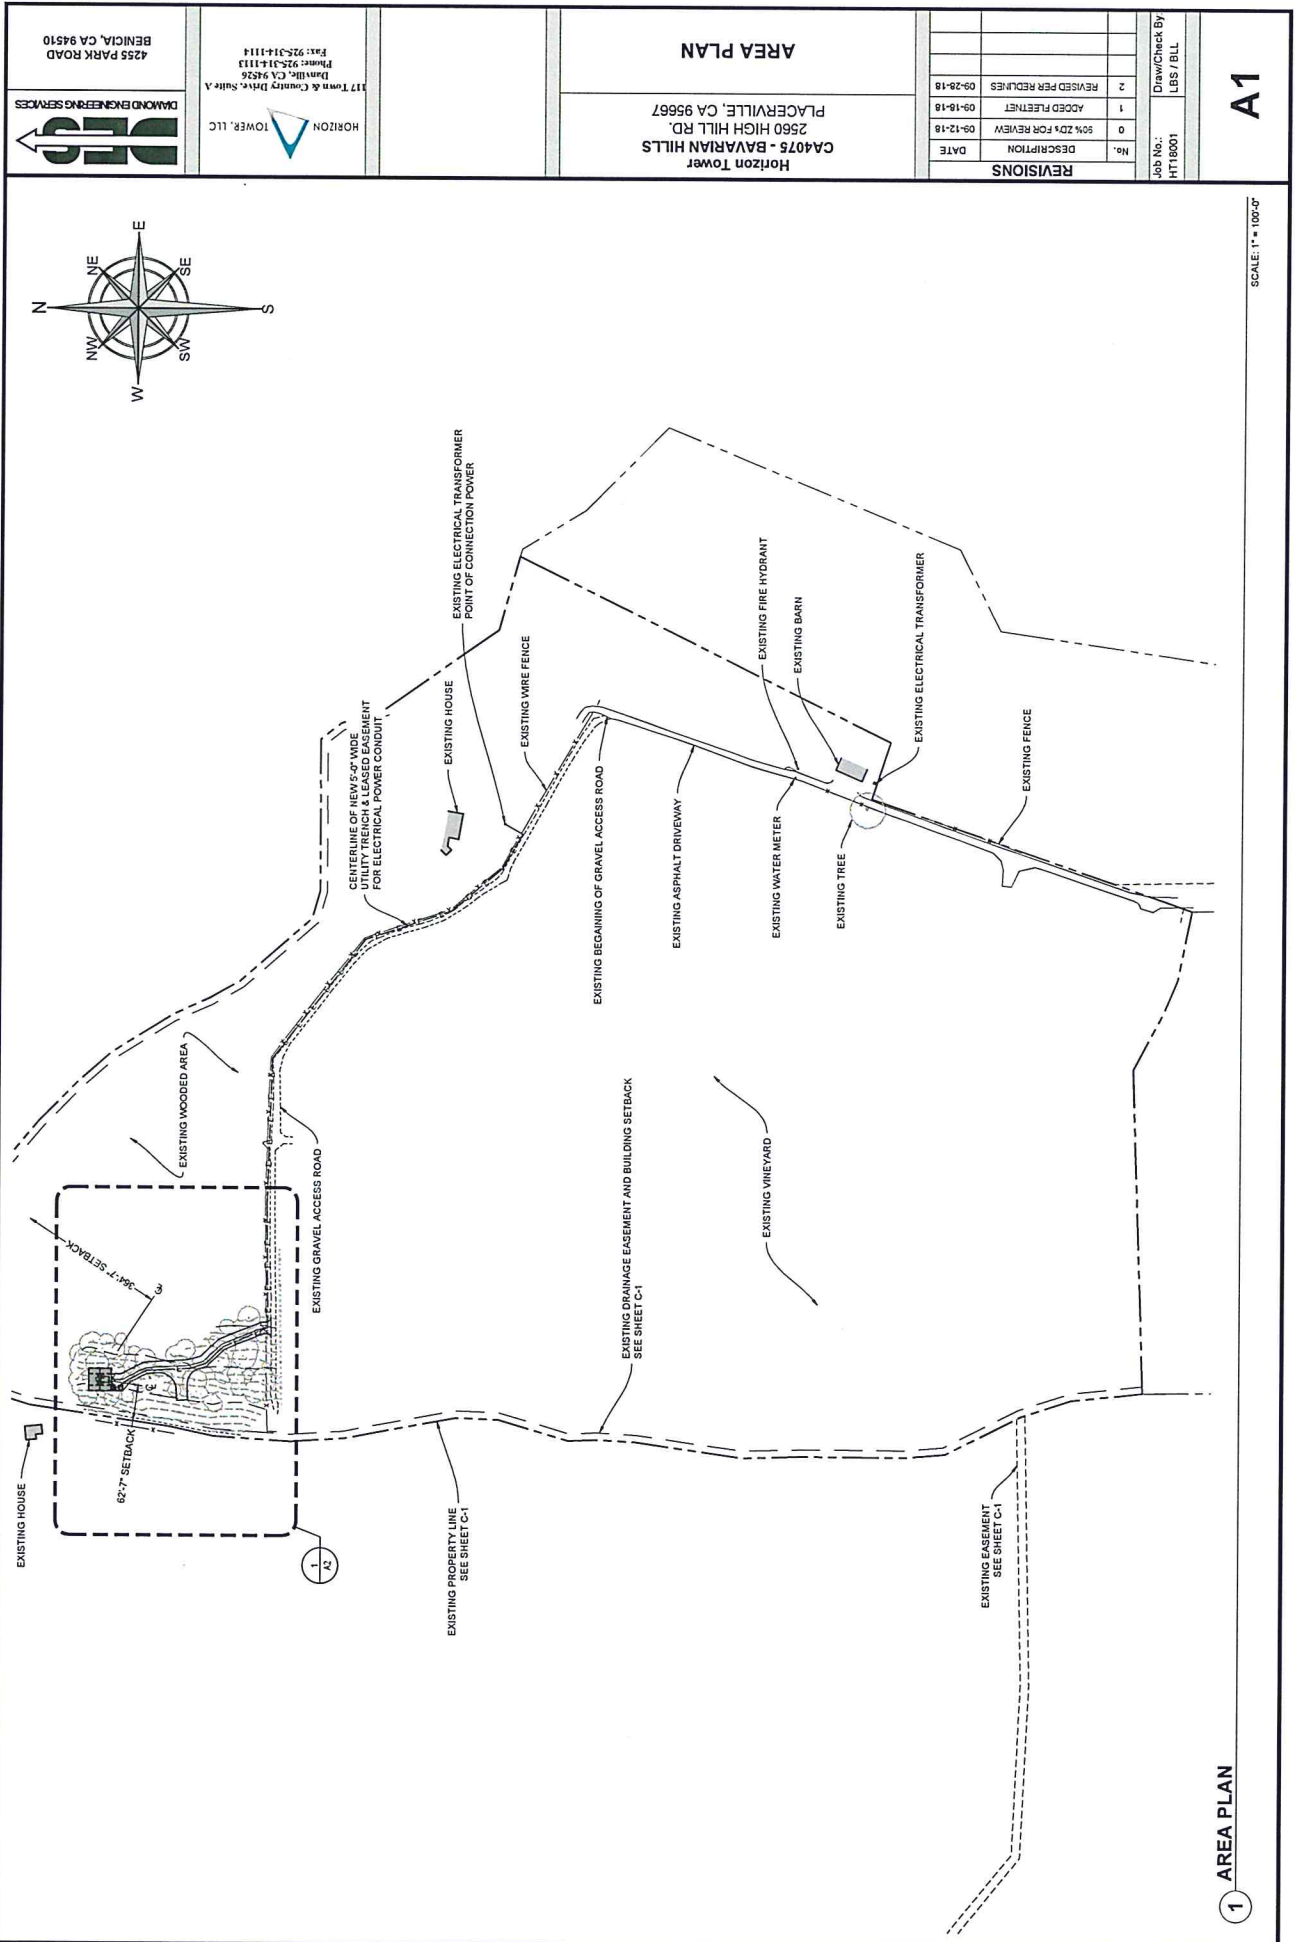 DES
DIAMOND ENGINEERING SERVICES
4255 PARK ROAD
BENICIA, CA 94510
HORIZON TOWER, LLC
117 Town & Country Drive, Suite A
Danville, CA 94526
Phone: 925-314-1113
Fax: 925-314-1114
Horizon Tower
CA4075 - BAVARIAN HILLS
2560 HIGH HILL RD.
PLACERVILLE, CA 95667
AREA PLAN
REVISIONS
No. DESCRIPTION DATE
0 90% ZD's FOR REVIEW 09-12-18
1 ADDED FLEETNET 09-18-18
2 REVISED PER REDLINES 09-28-18
Job No.:
HT18001
Draw/Check By:
LBS / BLL
A1
N
NE
E
SE
S
SW
W
NW
EXISTING HOUSE
62'-7" SETBACK
364'-7" SETBACK
℄
℄
EXISTING WOODED AREA
1
A2
EXISTING GRAVEL ACCESS ROAD
CENTERLINE OF NEW 5'-0" WIDE
UTILITY TRENCH & LEASED EASEMENT
FOR ELECTRICAL POWER CONDUIT
EXISTING HOUSE
EXISTING ELECTRICAL TRANSFORMER
POINT OF CONNECTION POWER
EXISTING WIRE FENCE
EXISTING PROPERTY LINE
SEE SHEET C-1
EXISTING BEGAINING OF GRAVEL ACCESS ROAD
EXISTING DRAINAGE EASEMENT AND BUILDING SETBACK
SEE SHEET C-1
EXISTING ASPHALT DRIVEWAY
EXISTING FIRE HYDRANT
EXISTING BARN
EXISTING WATER METER
EXISTING VINEYARD
EXISTING TREE
EXISTING ELECTRICAL TRANSFORMER
EXISTING FENCE
EXISTING EASEMENT
SEE SHEET C-1
1 AREA PLAN
SCALE: 1" = 100'-0"